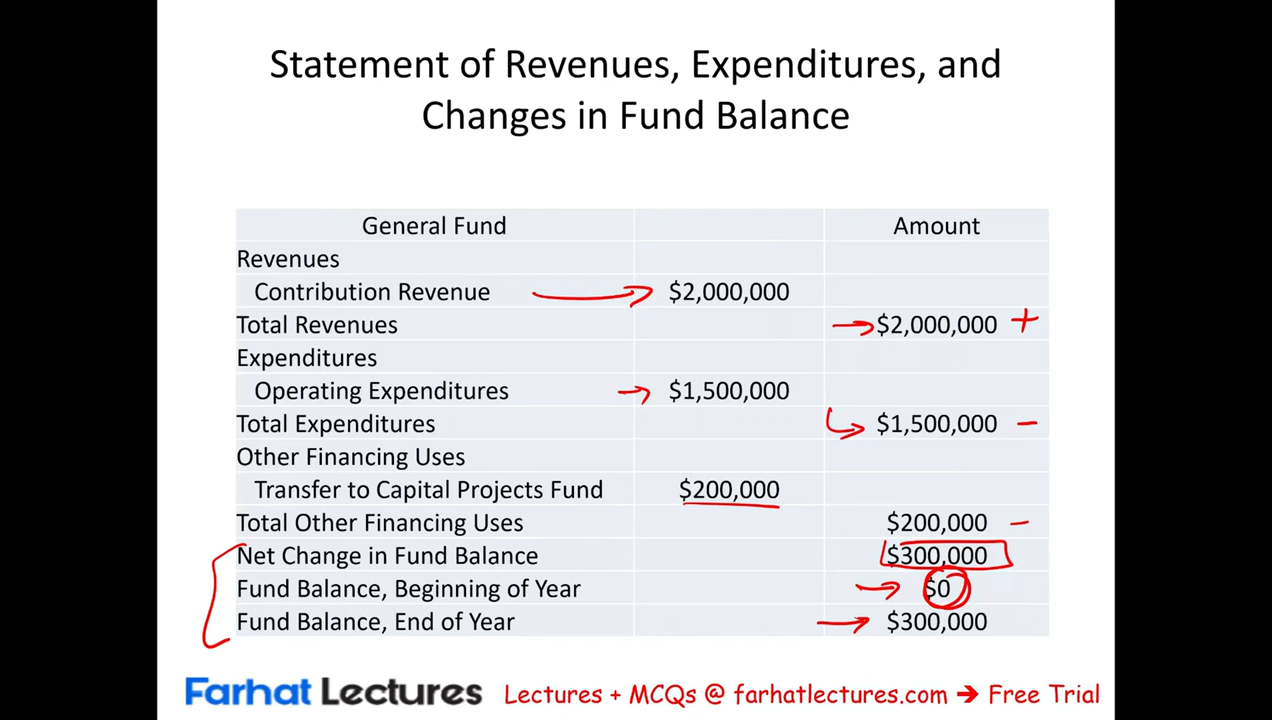 Statement of Revenues, Expenditures, and
Changes in Fund Balance
General Fund Amount
Revenues
Contribution Revenue $2,000,000
Total Revenues $2,000,000 +
Expenditures
Operating Expenditures $1,500,000
Total Expenditures $1,500,000 -
Other Financing Uses
Transfer to Capital Projects Fund $200,000
Total Other Financing Uses $200,000 -
Net Change in Fund Balance $300,000
Fund Balance, Beginning of Year $0
Fund Balance, End of Year $300,000
Farhat Lectures Lectures + MCQs @ farhatlectures.com → Free Trial